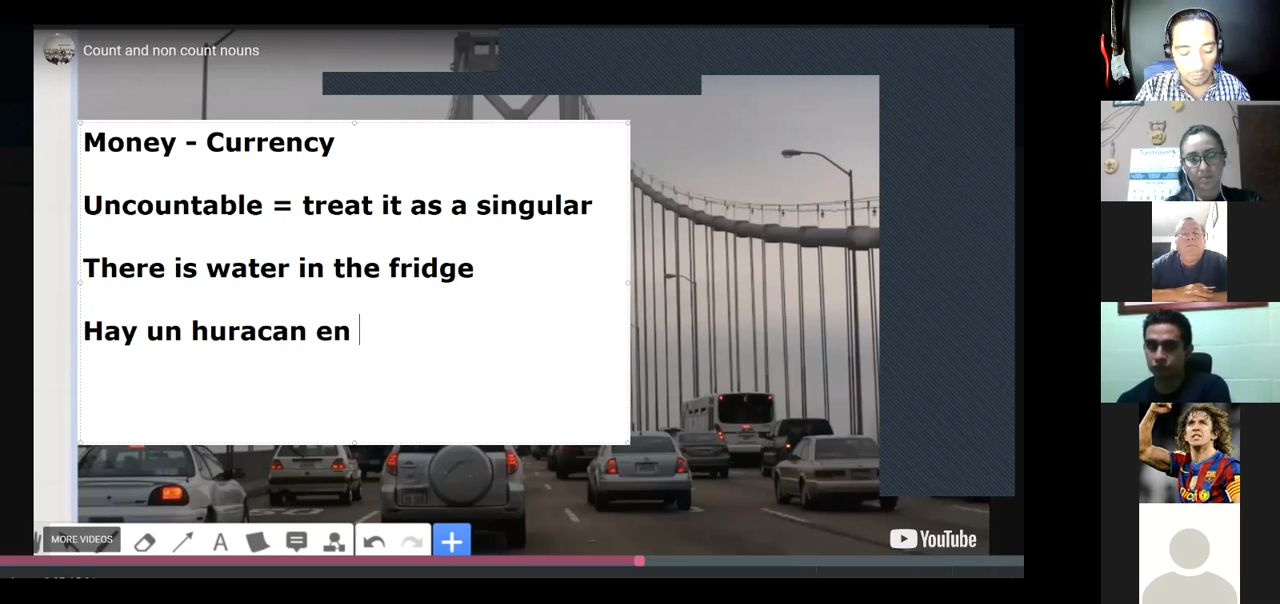 Count and non count nouns
Money - Currency
Uncountable = treat it as a singular
There is water in the fridge
Hay un huracan en
MORE VIDEOS
YouTube